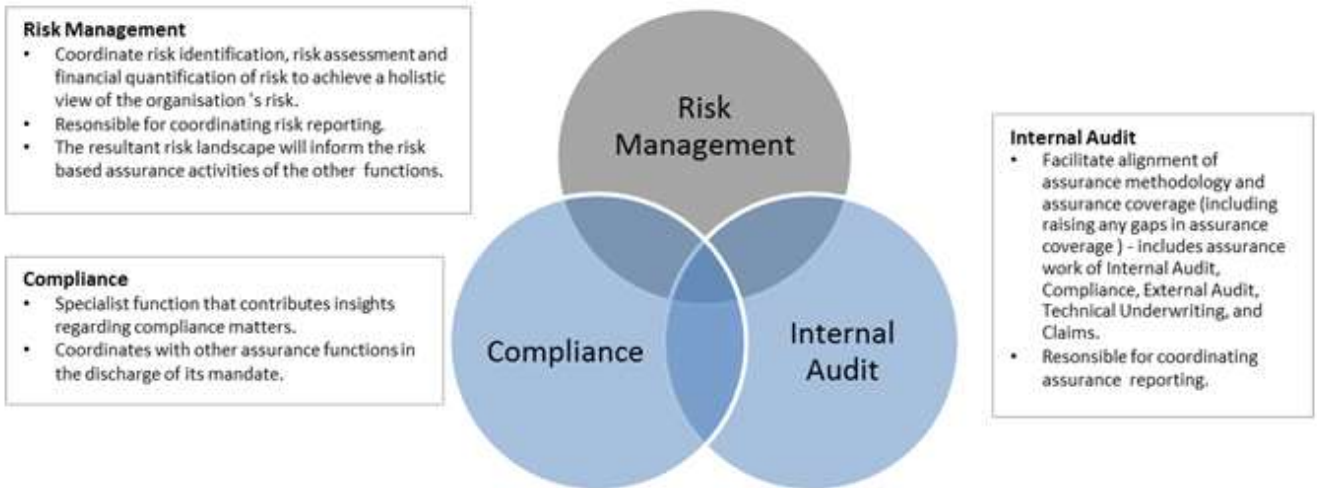 Risk Management
• Coordinate risk identification, risk assessment and
financial quantification of risk to achieve a holistic
view of the organisation 's risk.
• Resonsible for coordinating risk reporting.
• The resultant risk landscape will inform the risk
based assurance activities of the other functions.
Compliance
• Specialist function that contributes insights
regarding compliance matters.
• Coordinates with other assurance functions in
the discharge of its mandate.
Risk
Management
Compliance
Internal
Audit
Internal Audit
• Facilitate alignment of
assurance methodology and
assurance coverage (including
raising any gaps in assurance
coverage ) - includes assurance
work of Internal Audit,
Compliance, External Audit,
Technical Underwriting, and
Claims.
• Resonsible for coordinating
assurance reporting.